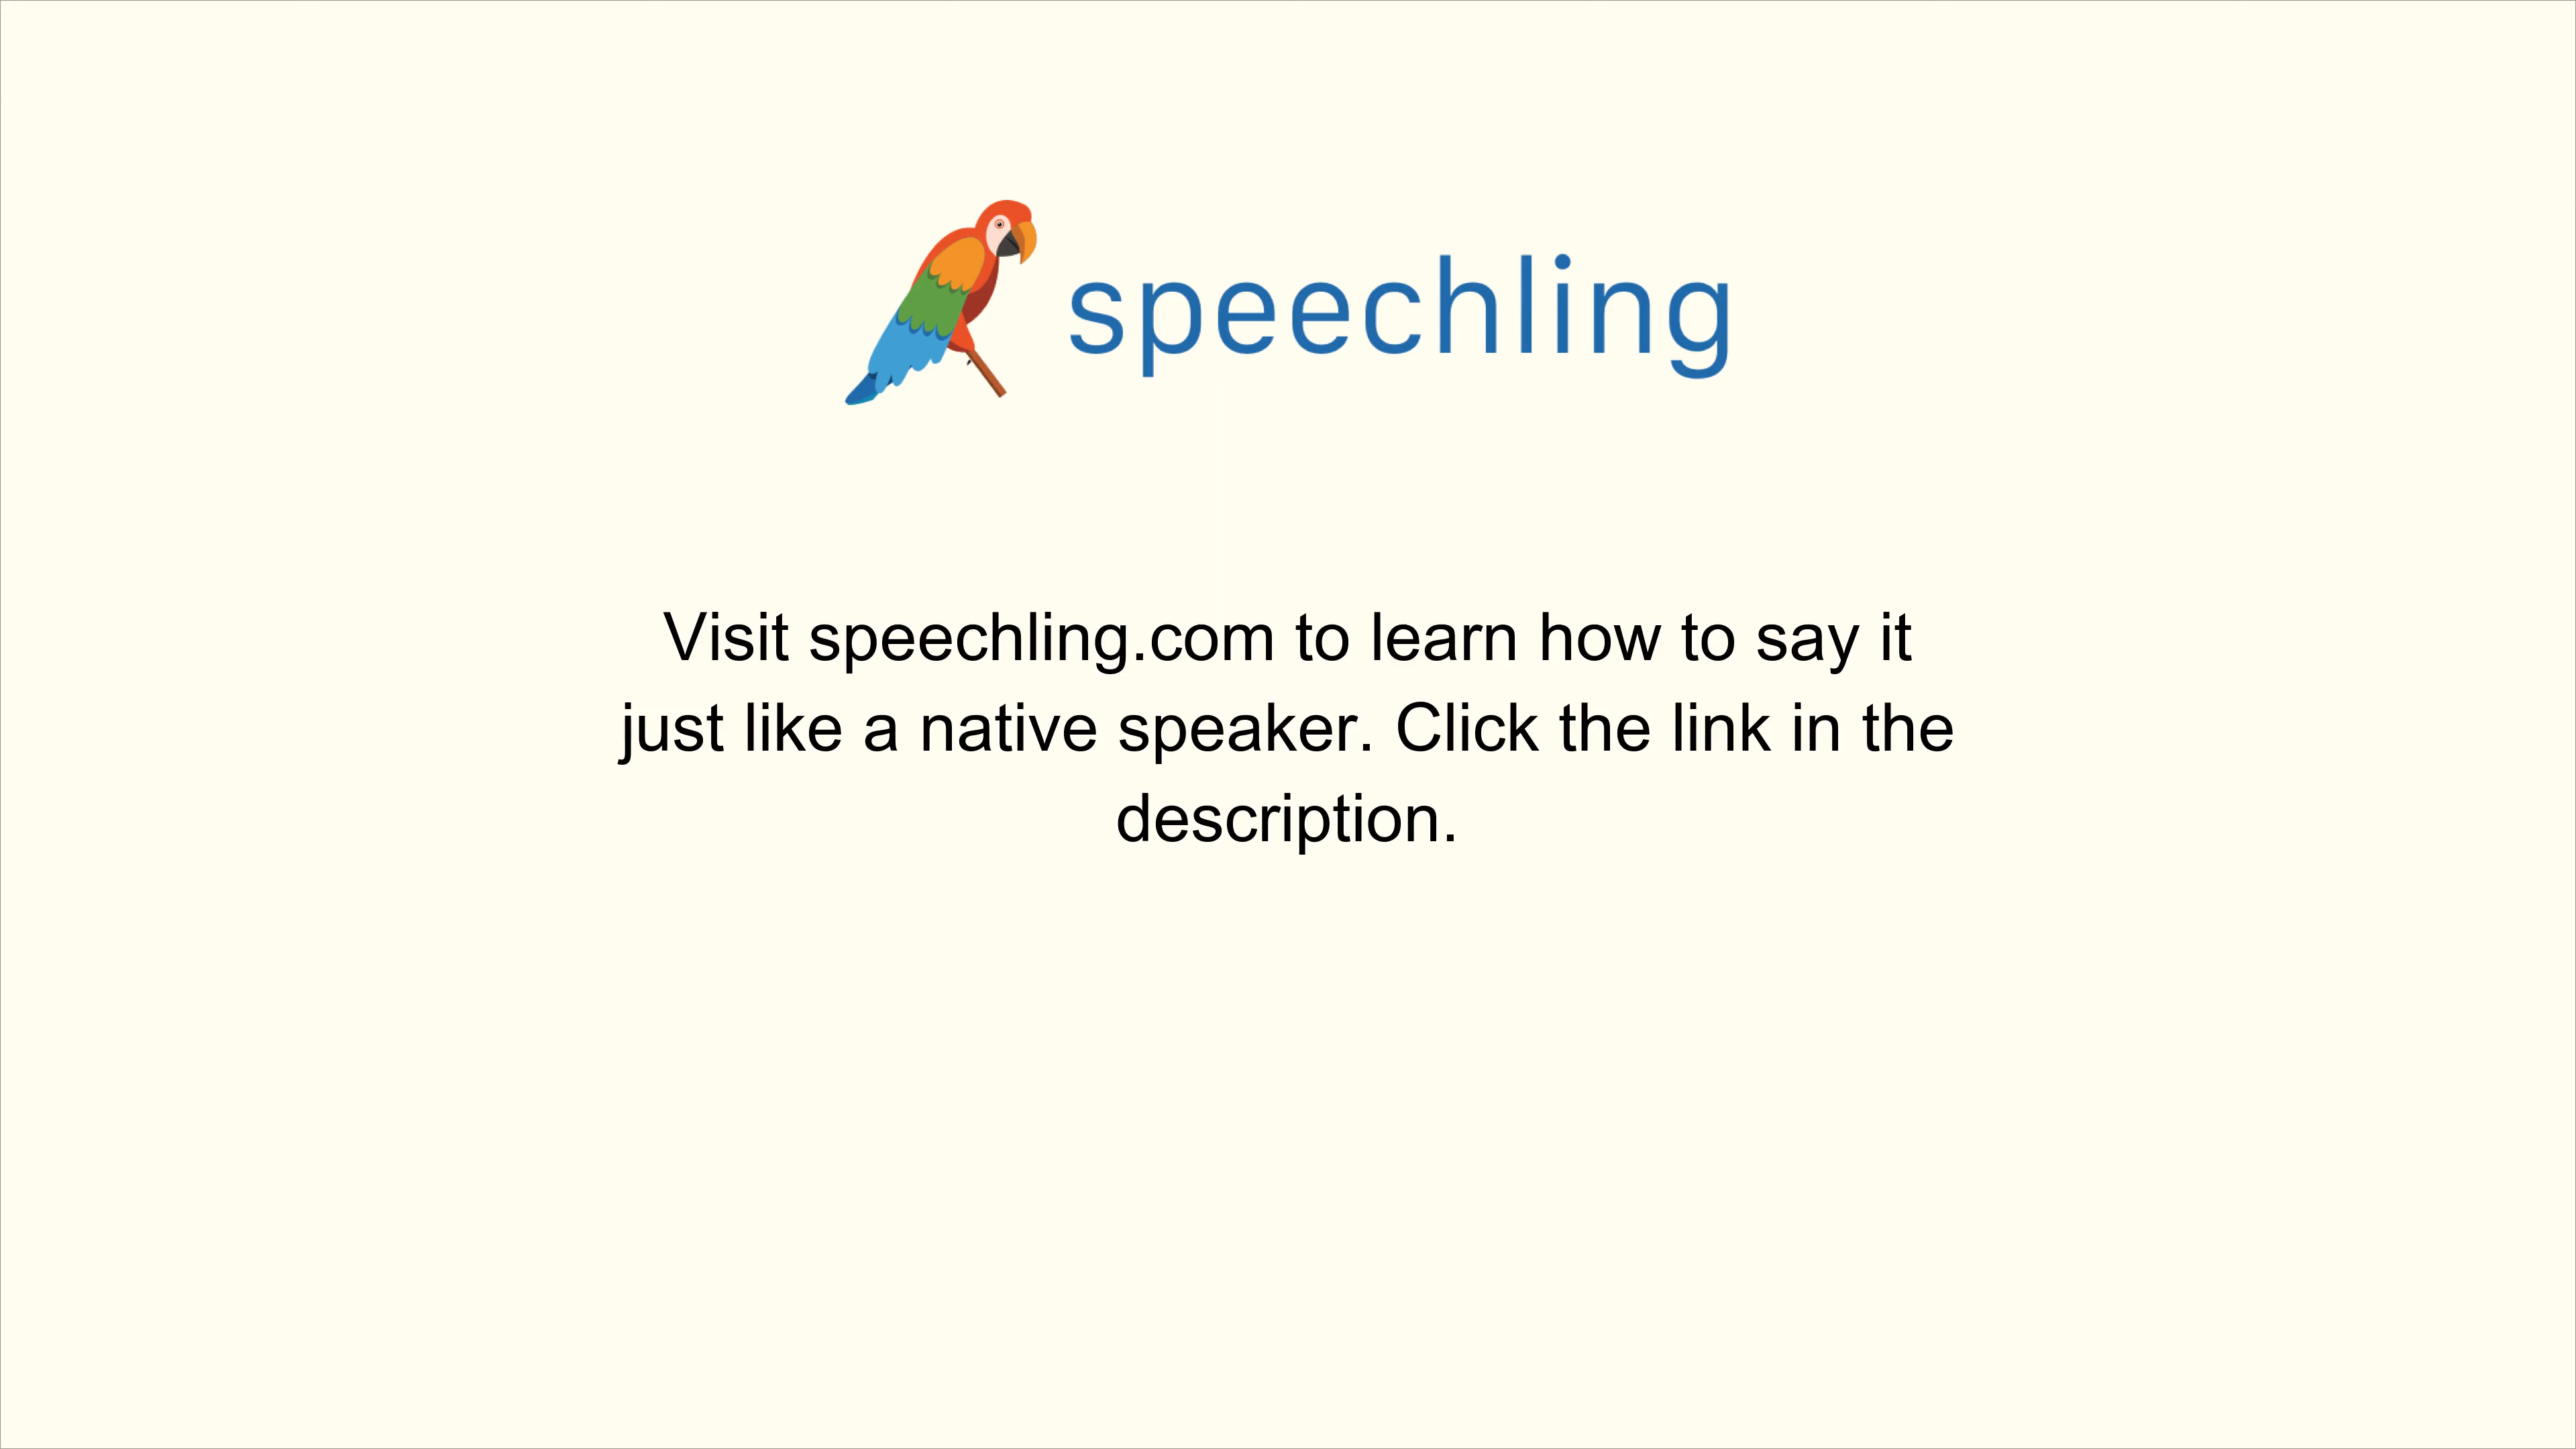 speechling
Visit speechling.com to learn how to say it
just like a native speaker. Click the link in the
description.